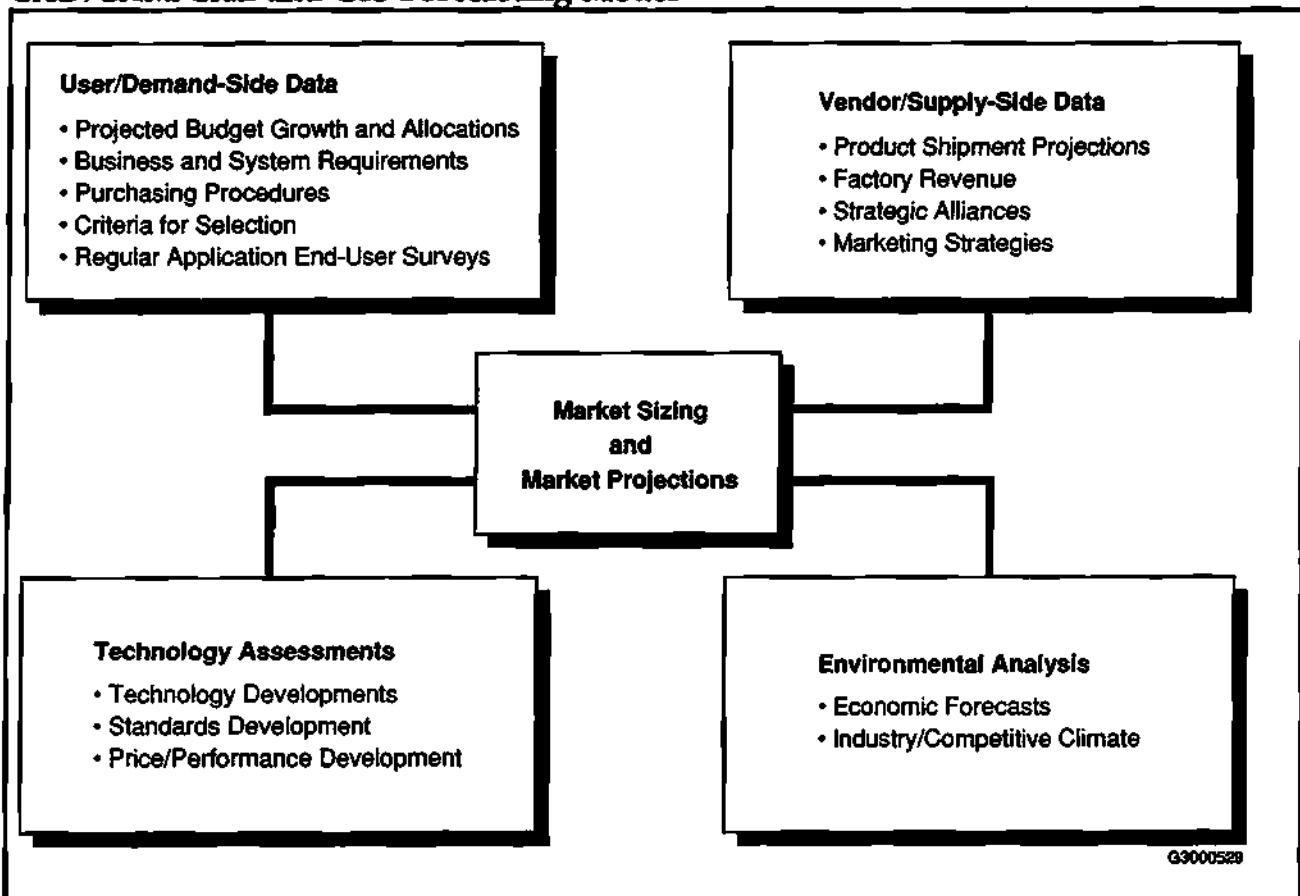 Forecasting Model
User/Demand-Side Data
• Projected Budget Growth and Allocations
• Business and System Requirements
• Purchasing Procedures
• Criteria for Selection
• Regular Application End-User Surveys
Vendor/Supply-Side Data
• Product Shipment Projections
• Factory Revenue
• Strategic Alliances
• Marketing Strategies
Market Sizing
and
Market Projections
Technology Assessments
• Technology Developments
• Standards Development
• Price/Performance Development
Environmental Analysis
• Economic Forecasts
• Industry/Competitive Climate
G3000529